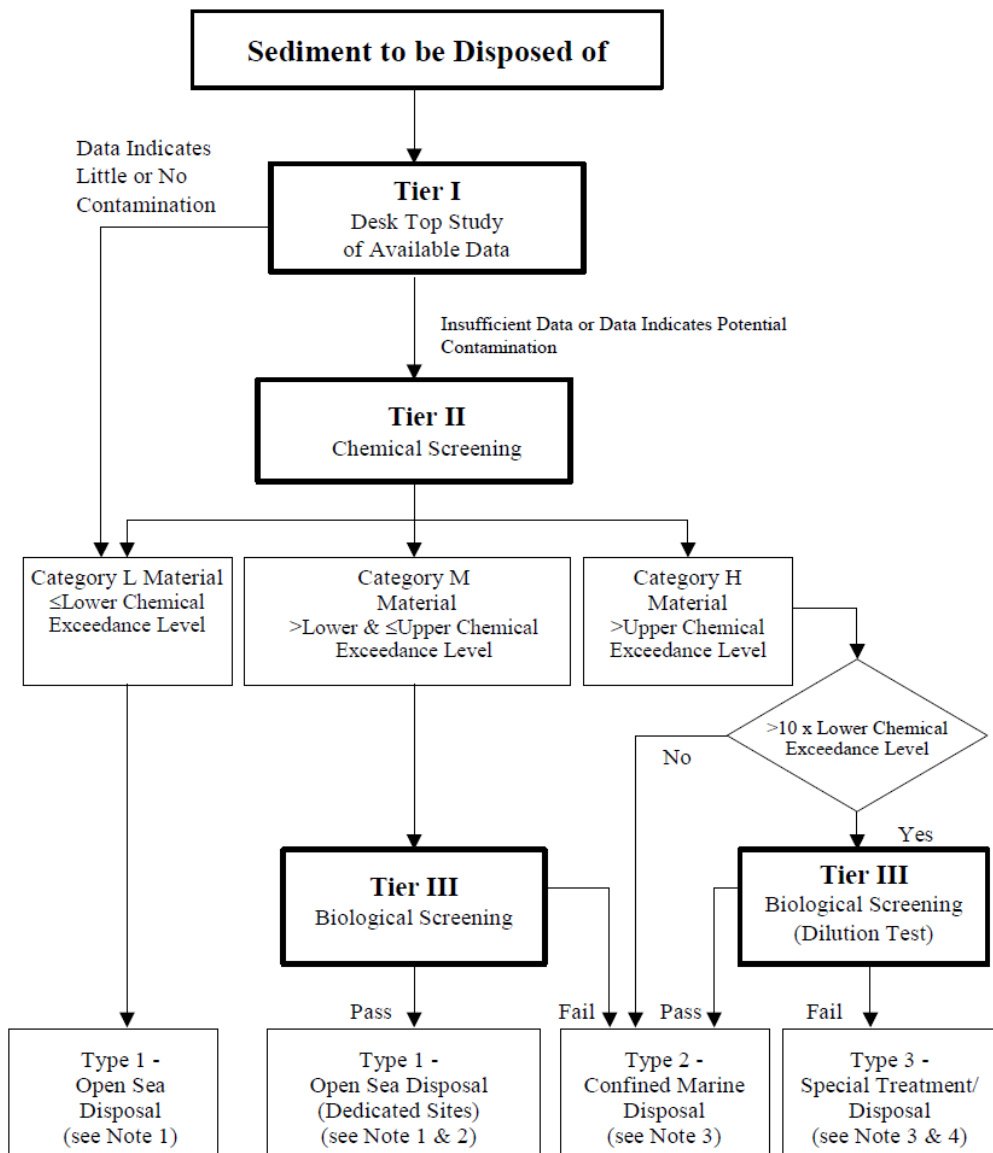 Sediment to be Disposed of
Data Indicates
Little or No
Contamination
Tier I
Desk Top Study
of Available Data
Insufficient Data or Data Indicates Potential
Contamination
Tier II
Chemical Screening
Category L Material
≤Lower Chemical
Exceedance Level
Category M
Material
>Lower & ≤Upper Chemical
Exceedance Level
Category H
Material
>Upper Chemical
Exceedance Level
>10 x Lower Chemical
Exceedance Level
No
Yes
Tier III
Biological Screening
Tier III
Biological Screening
(Dilution Test)
Pass
Fail
Pass
Fail
Type 1 -
Open Sea
Disposal
(see Note 1)
Type 1 -
Open Sea Disposal
(Dedicated Sites)
(see Note 1 & 2)
Type 2 -
Confined Marine
Disposal
(see Note 3)
Type 3 -
Special Treatment/
Disposal
(see Note 3 & 4)